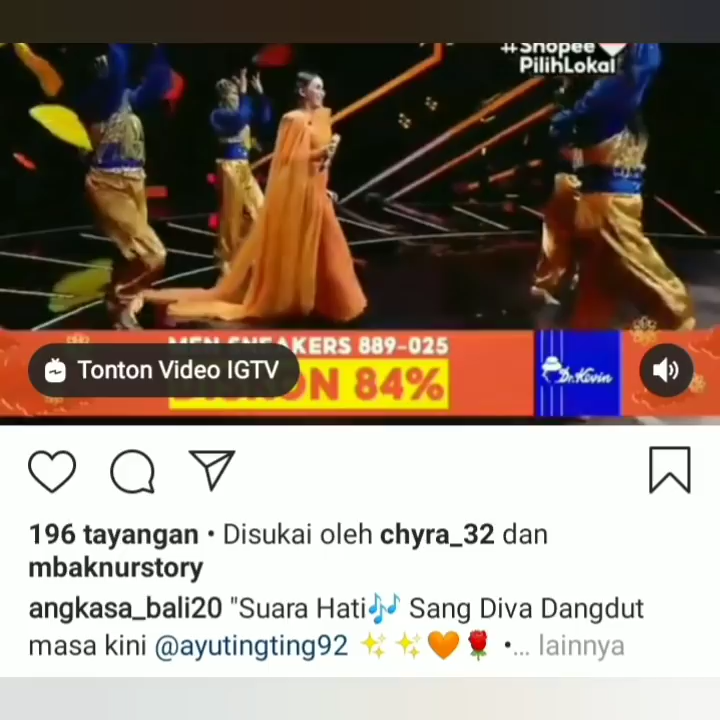 #Shopee
PilihLokal
MEN SNEAKERS 889-025
DISKON 84%
Dr.Kevin
Tonton Video IGTV
196 tayangan • Disukai oleh chyra_32 dan
mbaknurstory
angkasa_bali20 "Suara Hati🎶 Sang Diva Dangdut
masa kini @ayutingting92 ✨✨🧡🌹 •... lainnya